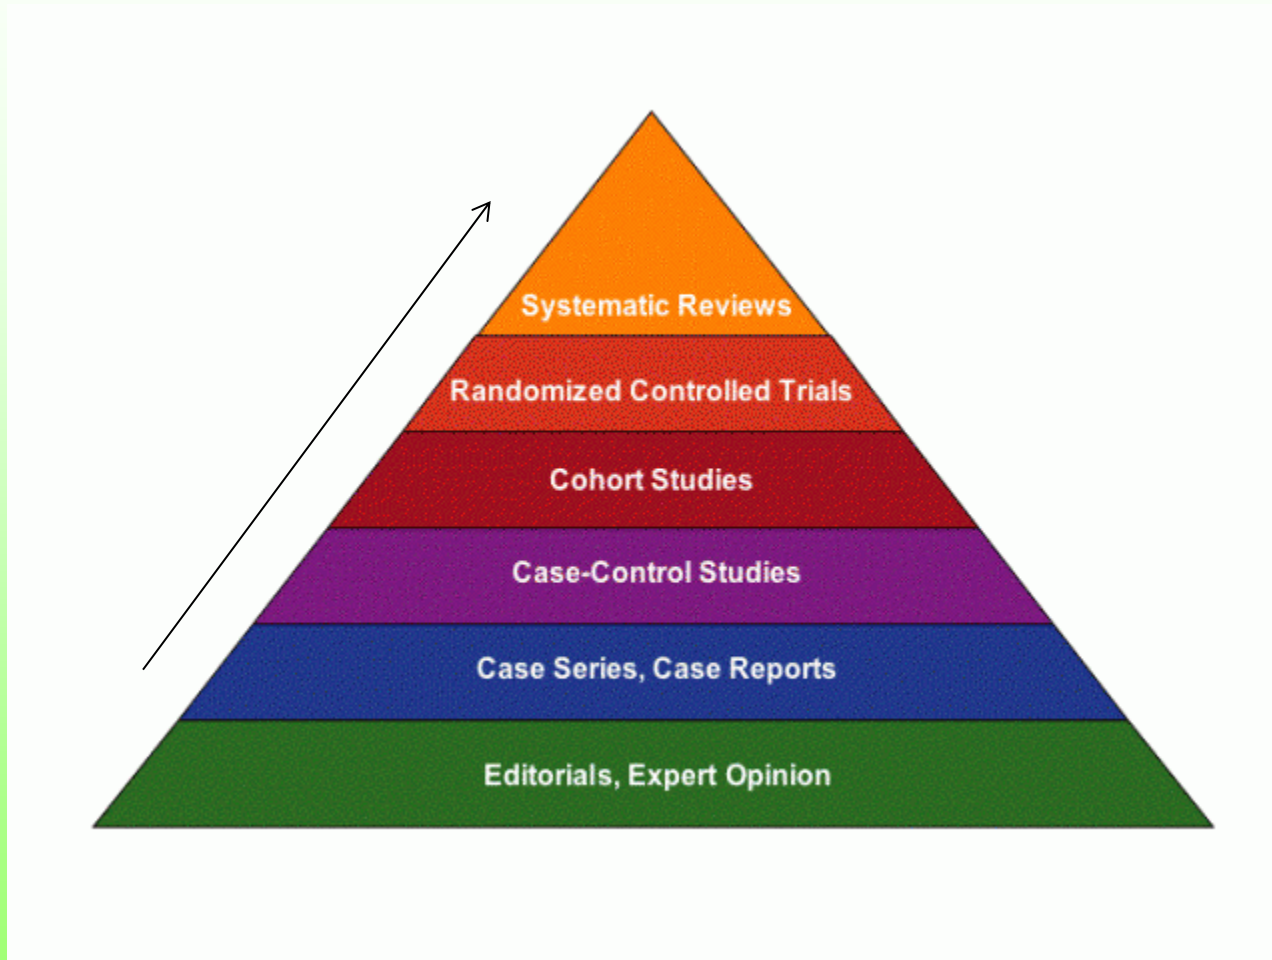 Systematic Reviews
Randomized Controlled Trials
Cohort Studies
Case-Control Studies
Case Series, Case Reports
Editorials, Expert Opinion